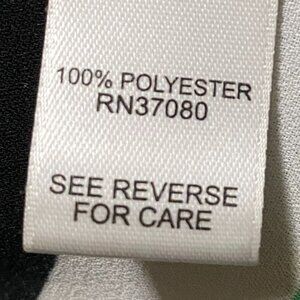 100% POLYESTER
RN37080
SEE REVERSE
FOR CARE